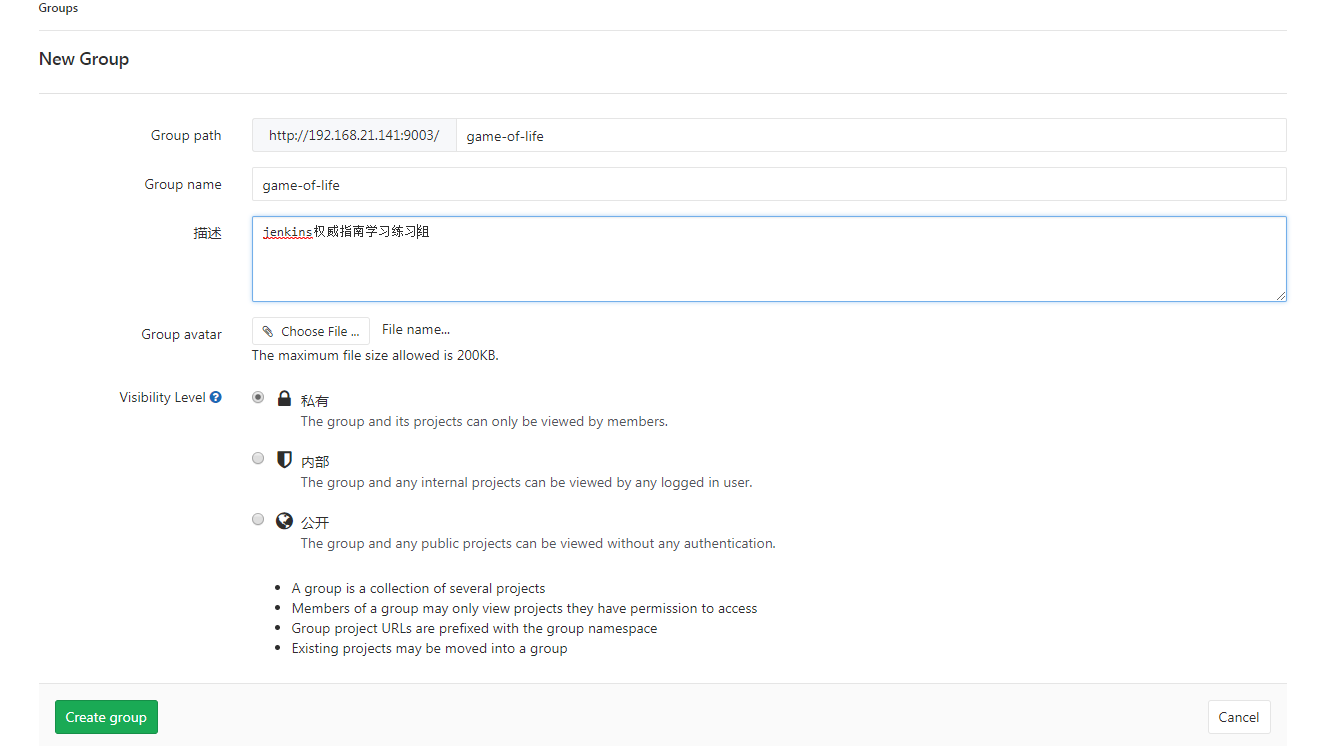 Groups
New Group
Group path http://192.168.21.141:9003/ game-of-life
Group name game-of-life
描述 jenkins权威指南学习练习组
Group avatar Choose File ... File name...
The maximum file size allowed is 200KB.
Visibility Level 私有
The group and its projects can only be viewed by members.
内部
The group and any internal projects can be viewed by any logged in user.
公开
The group and any public projects can be viewed without any authentication.
A group is a collection of several projects
Members of a group may only view projects they have permission to access
Group project URLs are prefixed with the group namespace
Existing projects may be moved into a group
Create group Cancel